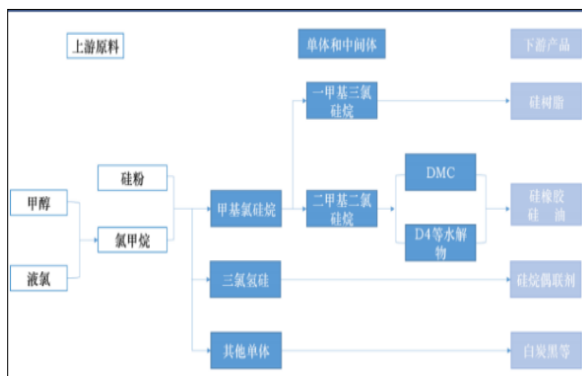 上游原料
单体和中间体
下游产品
一甲基三氯
硅烷
硅树脂
硅粉
甲醇
氯甲烷
液氯
甲基氯硅烷
二甲基二氯
硅烷
DMC
D4等水解
物
硅橡胶
硅 油
三氯氢硅
硅烷偶联剂
其他单体
白炭黑等